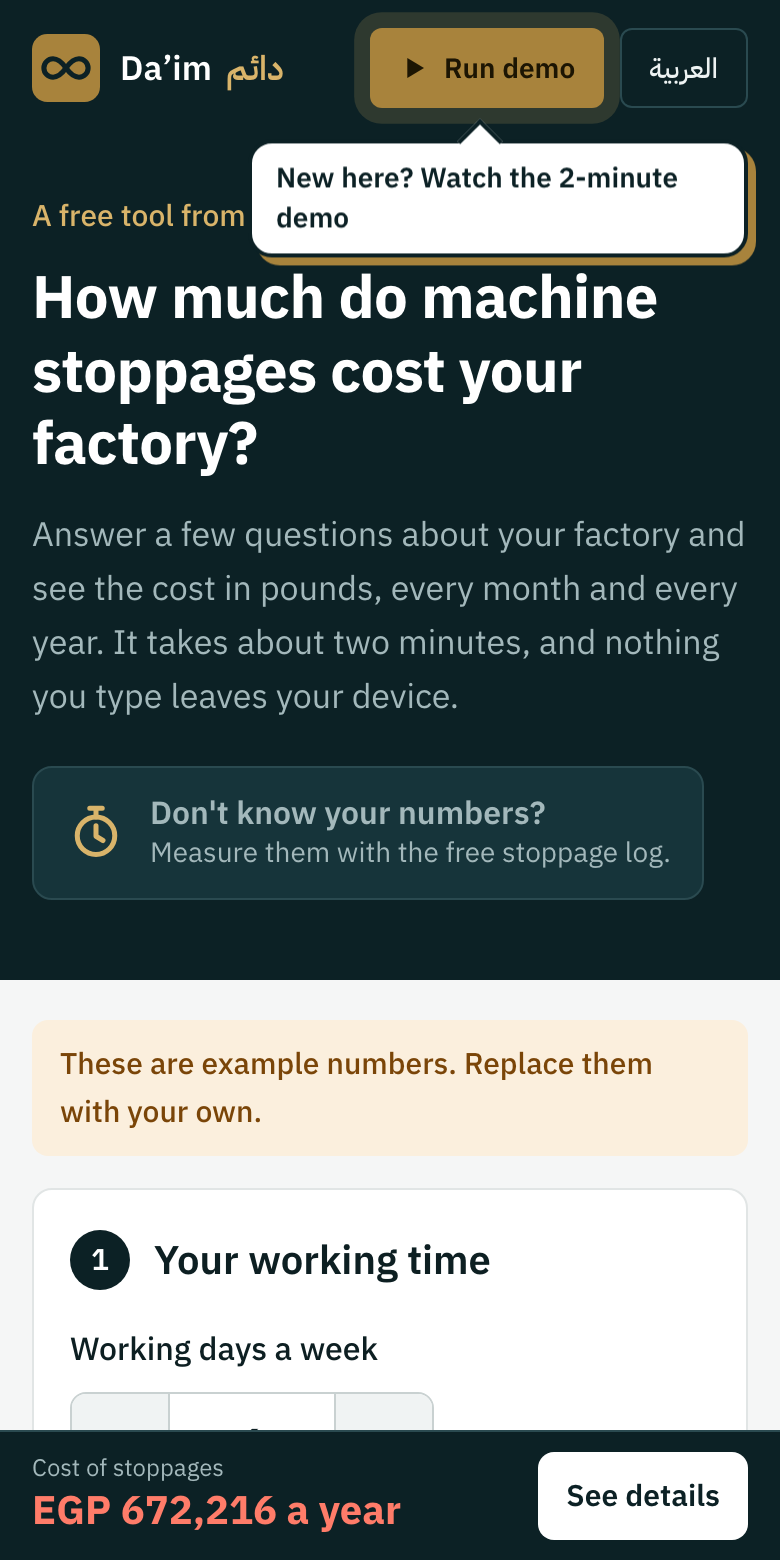 Da’im دائم
Run demo
العربية
New here? Watch the 2-minute
demo
A free tool from
How much do machine
stoppages cost your
factory?
Answer a few questions about your factory and
see the cost in pounds, every month and every
year. It takes about two minutes, and nothing
you type leaves your device.
Don't know your numbers?
Measure them with the free stoppage log.
These are example numbers. Replace them
with your own.
1 Your working time
Working days a week
Cost of stoppages
EGP 672,216 a year
See details